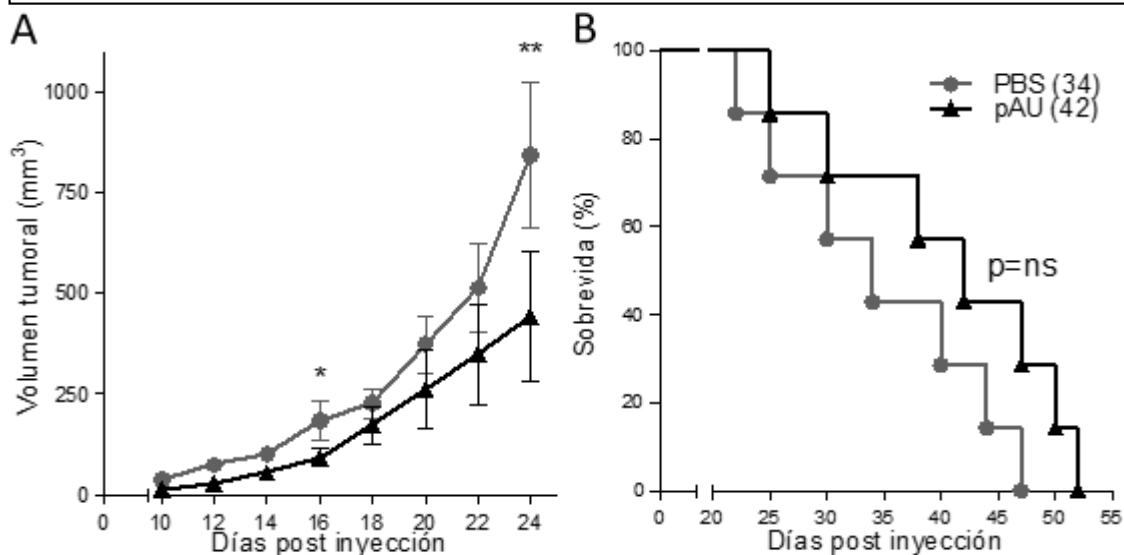 A
Volumen tumoral (mm³)
1000
750
500
250
0
*
**
0 10 12 14 16 18 20 22 24
Días post inyección
B
Sobrevida (%)
100
80
60
40
20
0
PBS (34)
pAU (42)
p=ns
0 20 25 30 35 40 45 50 55
Días post inyección